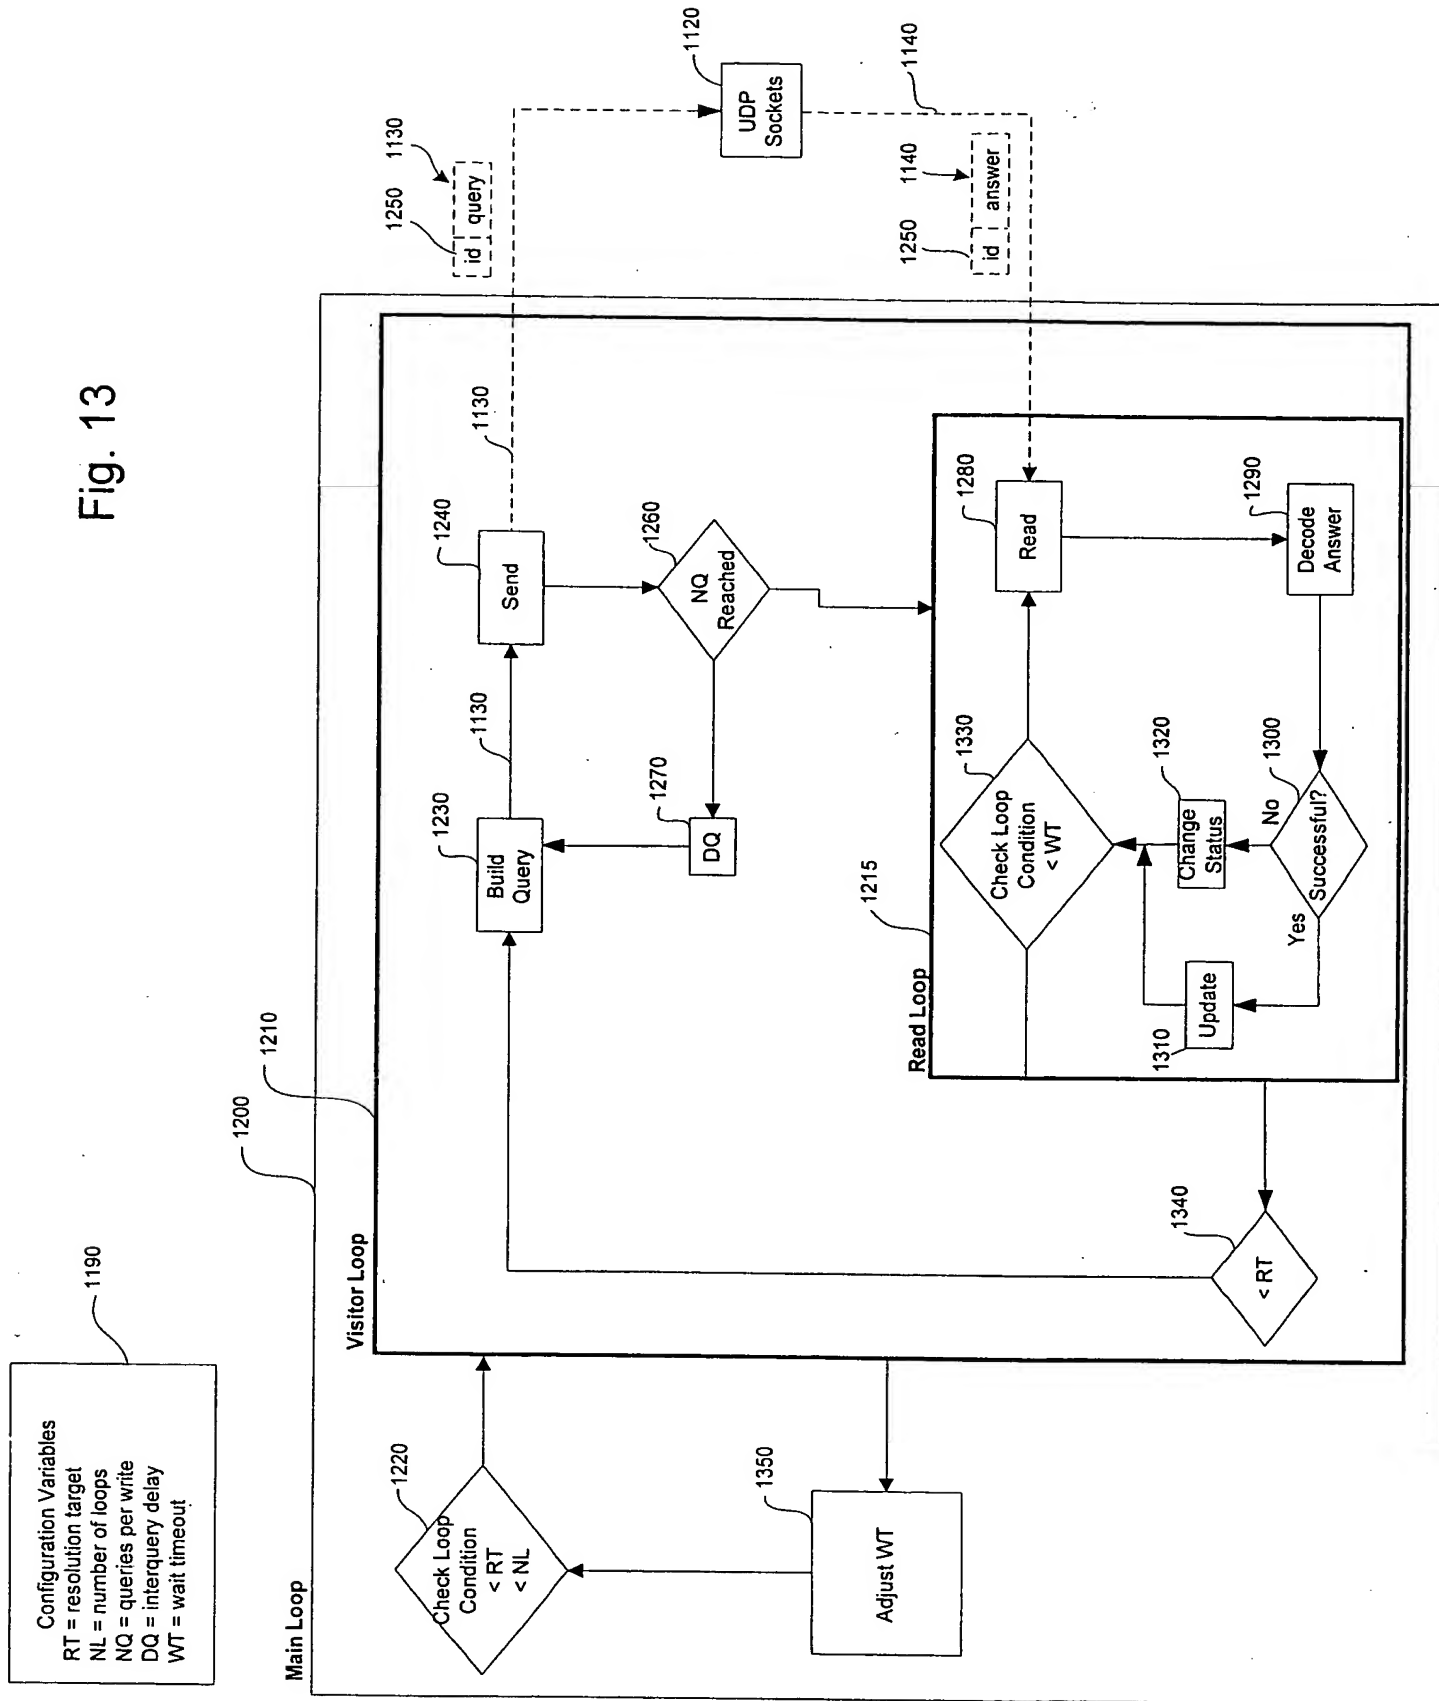 Fig. 13
Configuration Variables
RT = resolution target
NL = number of loops
NQ = queries per write
DQ = interquery delay
WT = wait timeout
1190
Main Loop
1200
Visitor Loop
1210
Check Loop
Condition
< RT
< NL
1220
Adjust WT
1350
Build
Query
1230
1130
Send
1240
1130
id
query
1250
1130
UDP
Sockets
1120
1140
id
answer
1250
1140
NQ
Reached
1260
DQ
1270
Read Loop
1215
Check Loop
Condition
< WT
1330
Read
1280
Decode
Answer
1290
Successful?
1300
Yes
No
Change
Status
1320
Update
1310
< RT
1340